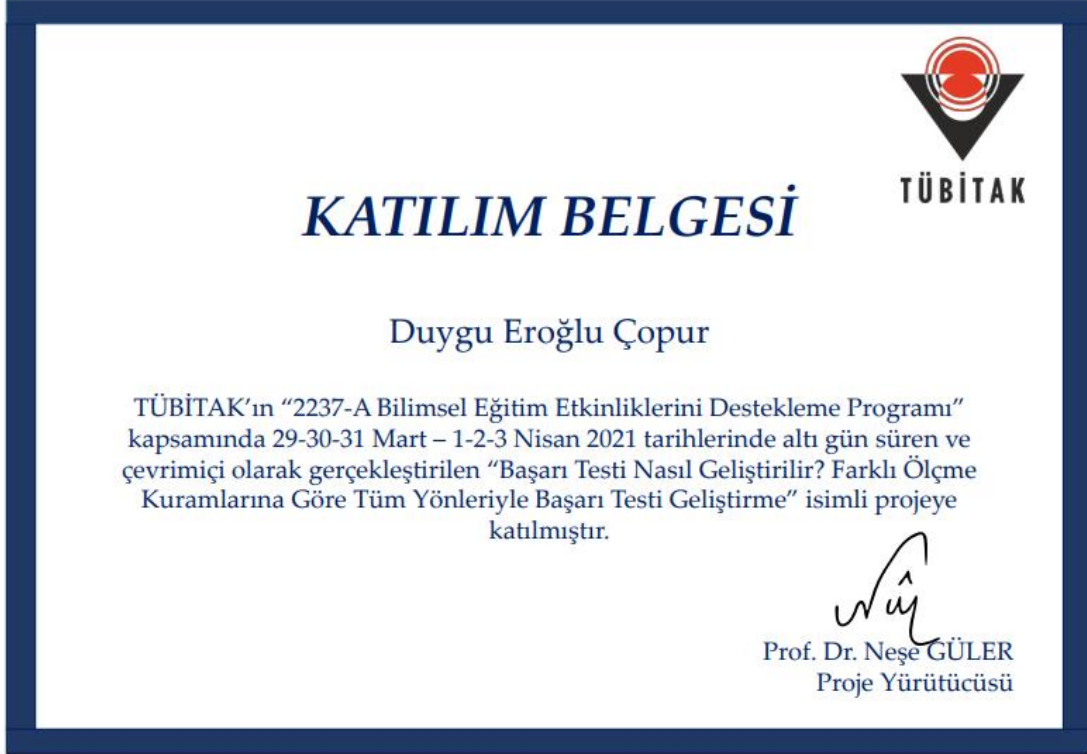 TÜBİTAK
KATILIM BELGESİ
Duygu Eroğlu Çopur
TÜBİTAK’ın “2237-A Bilimsel Eğitim Etkinliklerini Destekleme Programı”
kapsamında 29-30-31 Mart – 1-2-3 Nisan 2021 tarihlerinde altı gün süren ve
çevrimiçi olarak gerçekleştirilen “Başarı Testi Nasıl Geliştirilir? Farklı Ölçme
Kuramlarına Göre Tüm Yönleriyle Başarı Testi Geliştirme” isimli projeye
katılmıştır.
Prof. Dr. Neşe GÜLER
Proje Yürütücüsü